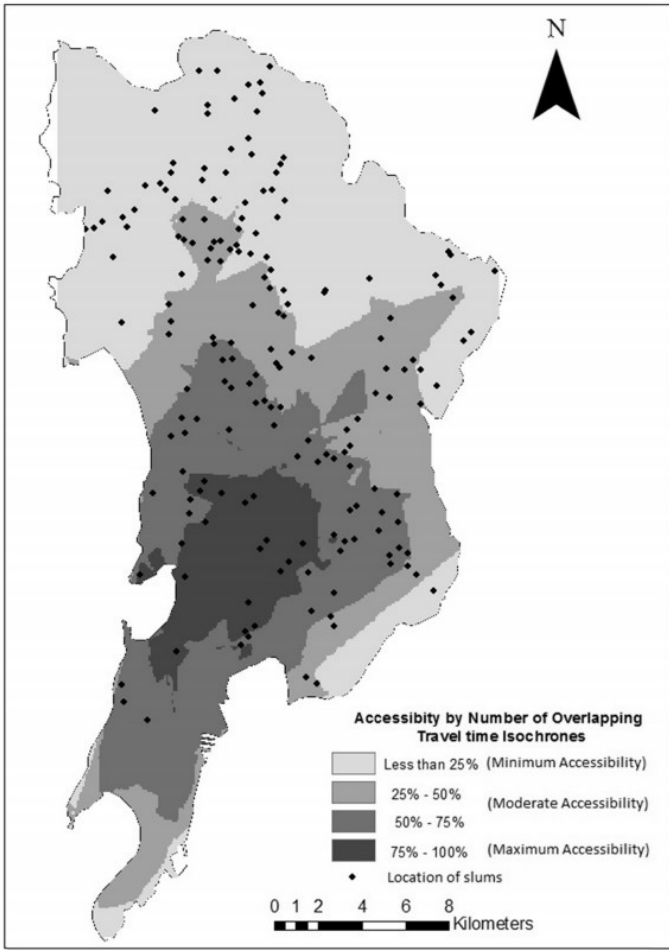 N
Accessibity by Number of Overlapping
Travel time Isochrones
Less than 25% (Minimum Accessibility)
25% - 50%
(Moderate Accessibility)
50% - 75%
75% - 100% (Maximum Accessibility)
Location of slums
0 1 2 4 6 8
Kilometers